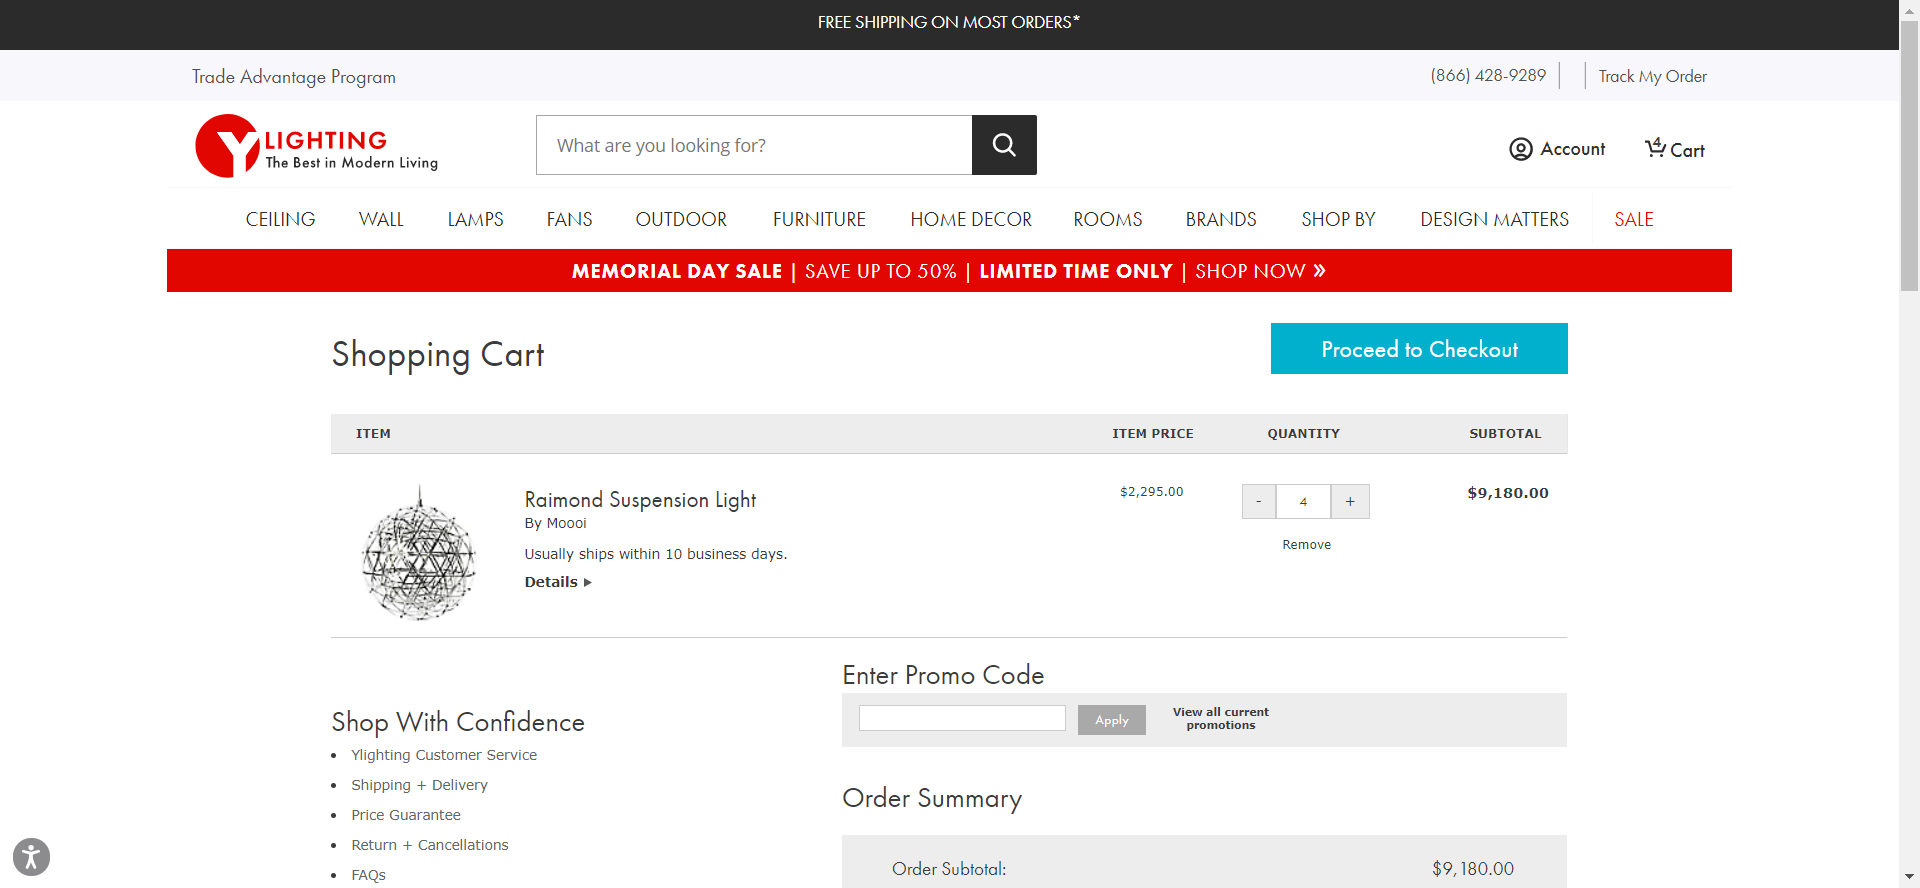 FREE SHIPPING ON MOST ORDERS*
Trade Advantage Program
(866) 428-9289
Track My Order
Y LIGHTING
The Best in Modern Living
What are you looking for?
Account
4
Cart
CEILING WALL LAMPS FANS OUTDOOR FURNITURE HOME DECOR ROOMS BRANDS SHOP BY DESIGN MATTERS SALE
MEMORIAL DAY SALE | SAVE UP TO 50% | LIMITED TIME ONLY | SHOP NOW »
Shopping Cart
Proceed to Checkout
ITEM ITEM PRICE QUANTITY SUBTOTAL
Raimond Suspension Light
By Moooi
Usually ships within 10 business days.
Details ▶
$2,295.00
- 4 +
Remove
$9,180.00
Enter Promo Code
Apply
View all current
promotions
Shop With Confidence
• Ylighting Customer Service
• Shipping + Delivery
• Price Guarantee
• Return + Cancellations
• FAQs
Order Summary
Order Subtotal: $9,180.00